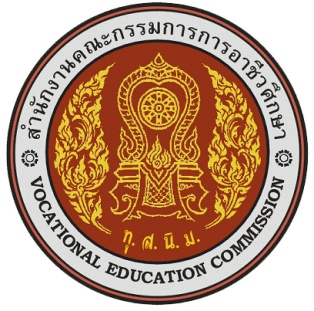 สำนักงานคณะกรรมการการอาชีวศึกษา
ทุ. ส. นิ. ม.
VOCATIONAL EDUCATION COMMISSION